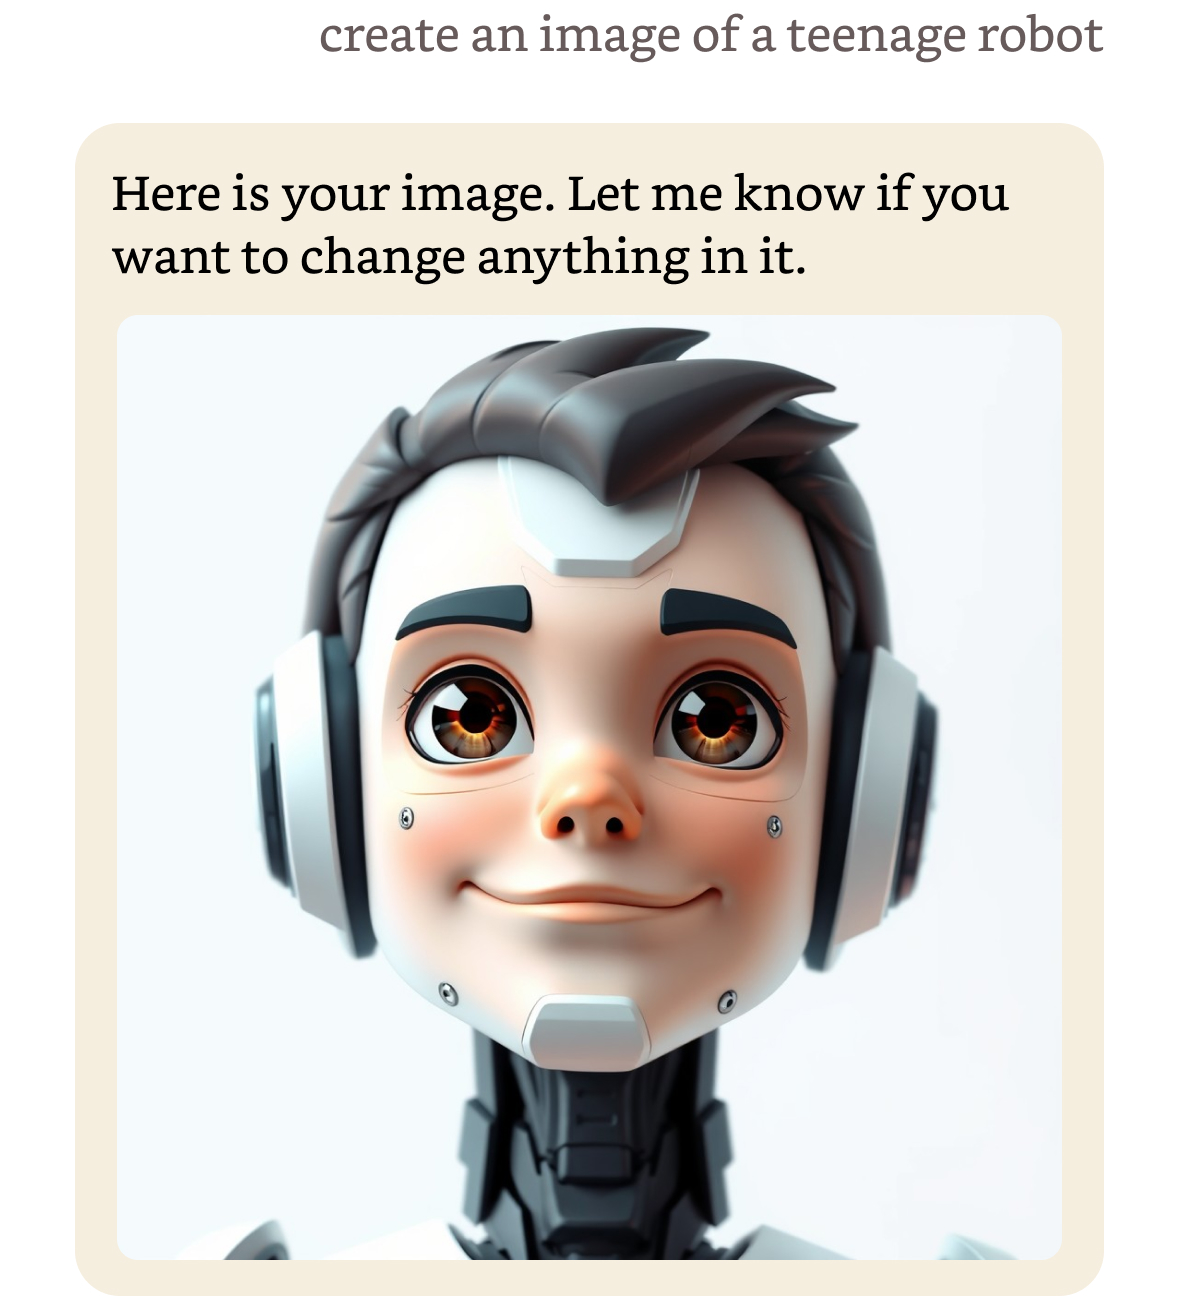 create an image of a teenage robot
Here is your image. Let me know if you
want to change anything in it.